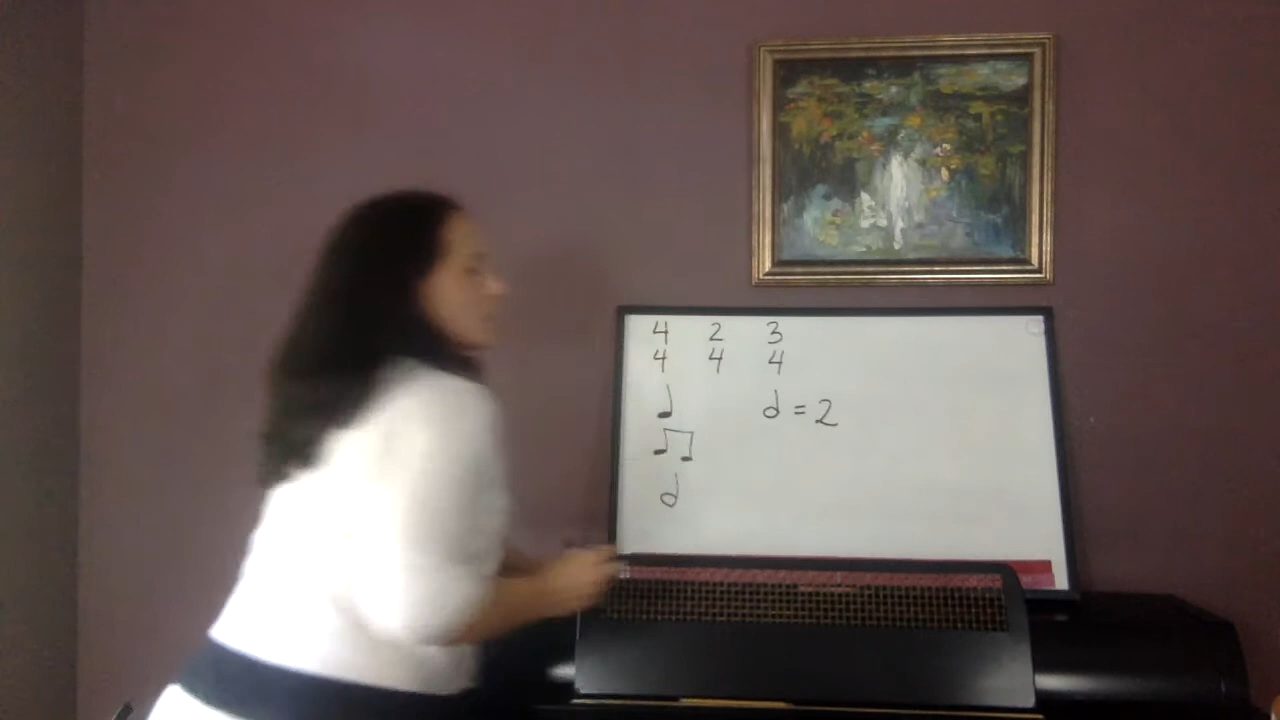 4 2 3
4 4 4
𝅘𝅥 𝅗𝅥 = 2
♫
𝅗𝅥